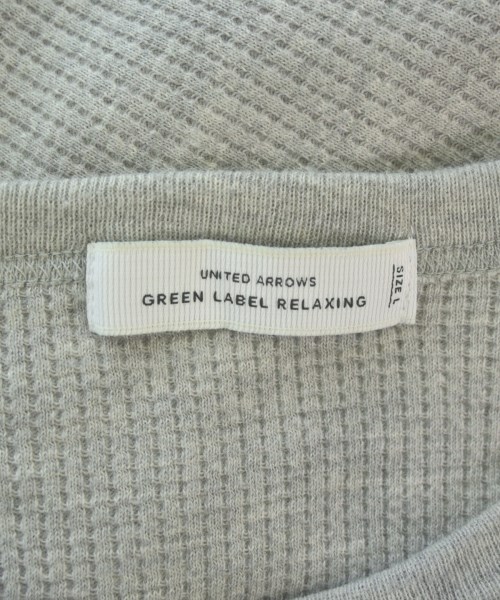 UNITED ARROWS
GREEN LABEL RELAXING
SIZE L